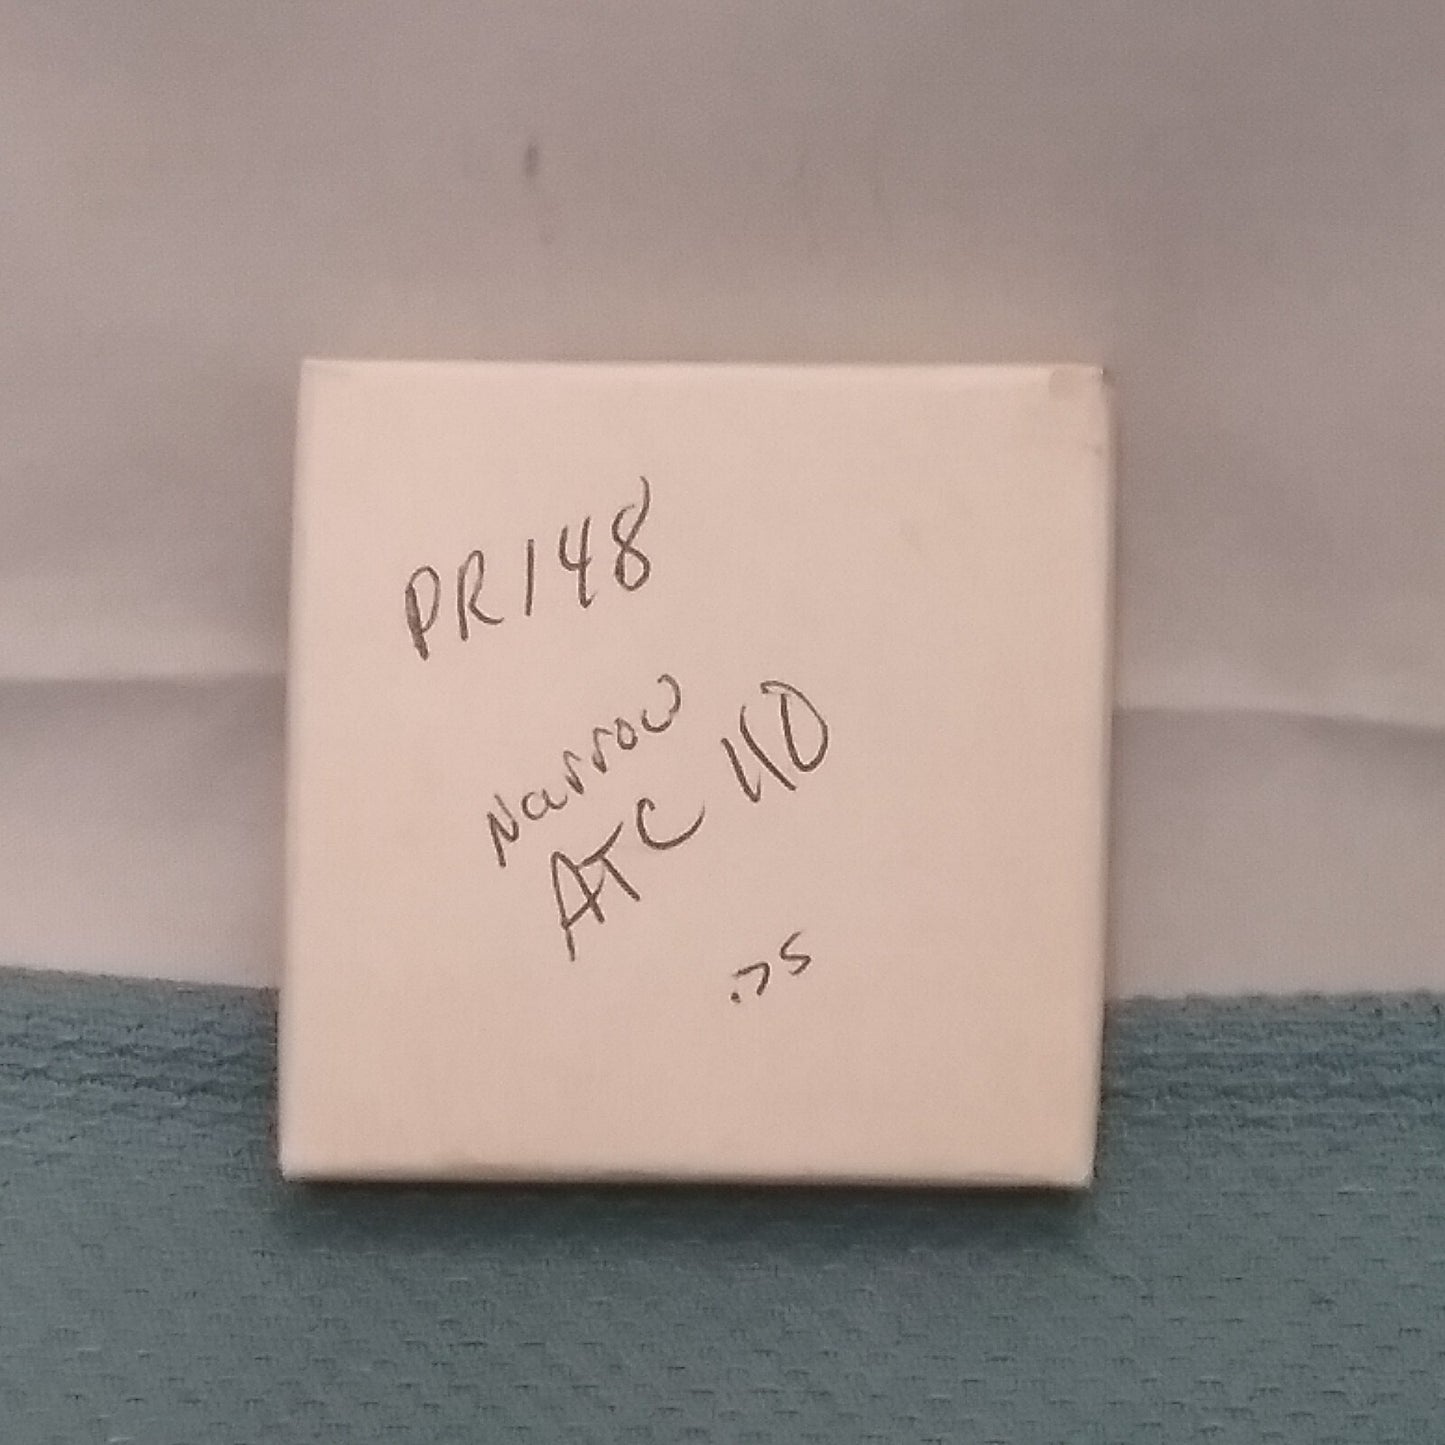 PR148
Narrow
ATC 110
.75